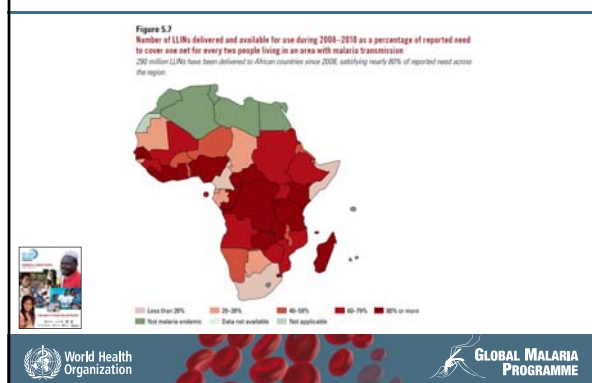 Figure 5.7
Number of LLINs delivered and available for use during 2008–2010 as a percentage of reported need
to cover one net for every two people living in an area with malaria transmission
290 million LLINs have been delivered to African countries since 2008, satisfying nearly 80% of reported need across
the region.
Less than 20% 20–39% 40–59% 60–79% 80% or more
Not malaria endemic Data not available Not applicable
World Health
Organization
GLOBAL MALARIA
PROGRAMME